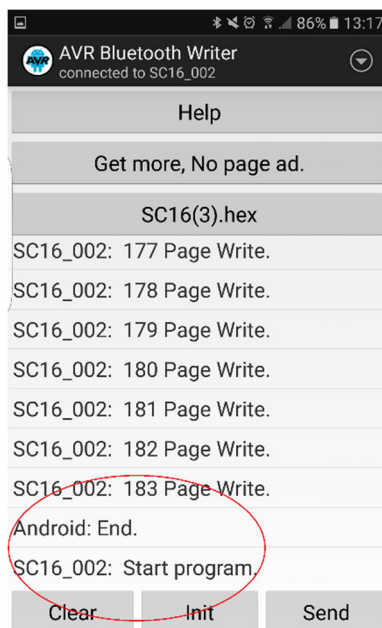 86% 13:17
AVR
AVR Bluetooth Writer
connected to SC16_002
Help
Get more, No page ad.
SC16(3).hex
SC16_002: 177 Page Write.
SC16_002: 178 Page Write.
SC16_002: 179 Page Write.
SC16_002: 180 Page Write.
SC16_002: 181 Page Write.
SC16_002: 182 Page Write.
SC16_002: 183 Page Write.
Android: End.
SC16_002: Start program.
Clear Init Send